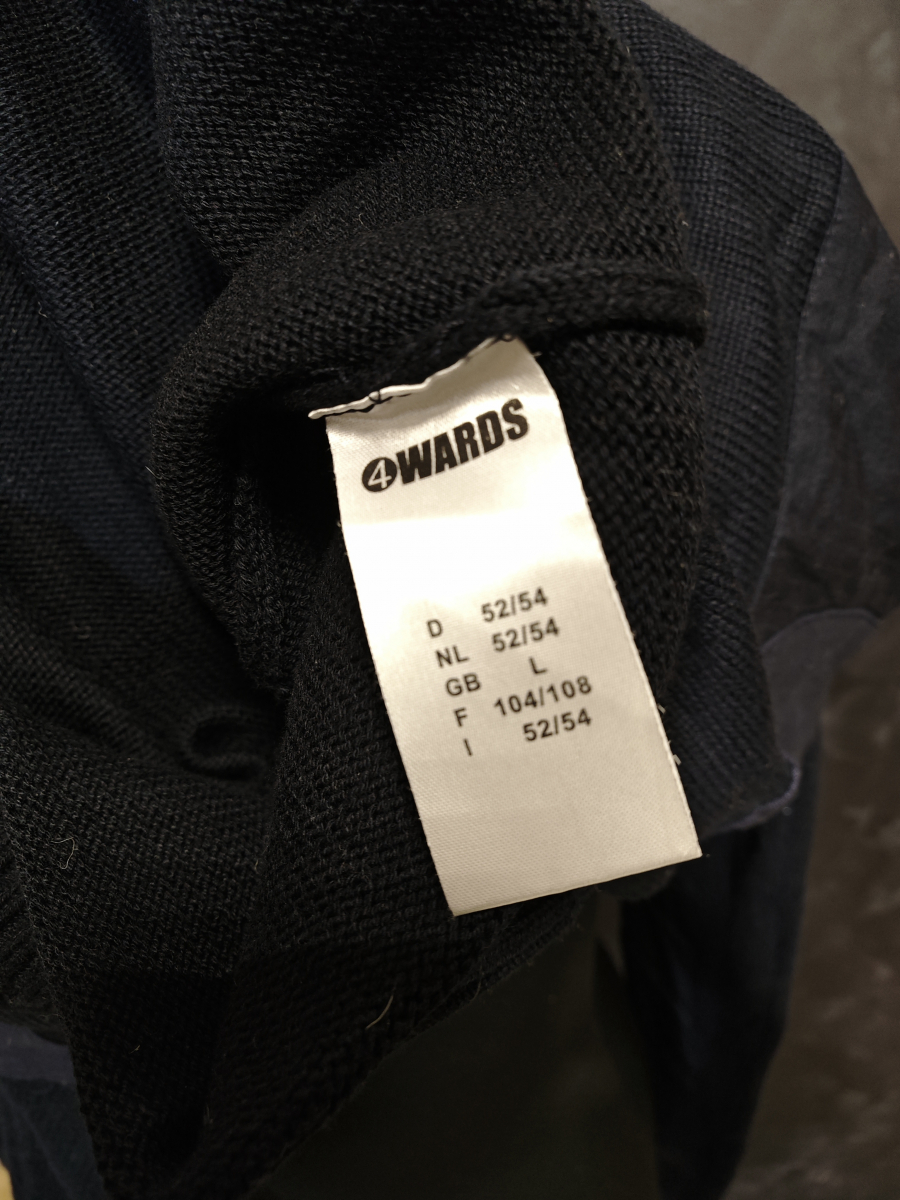 4WARDS
D 52/54
NL 52/54
GB L
F 104/108
I 52/54